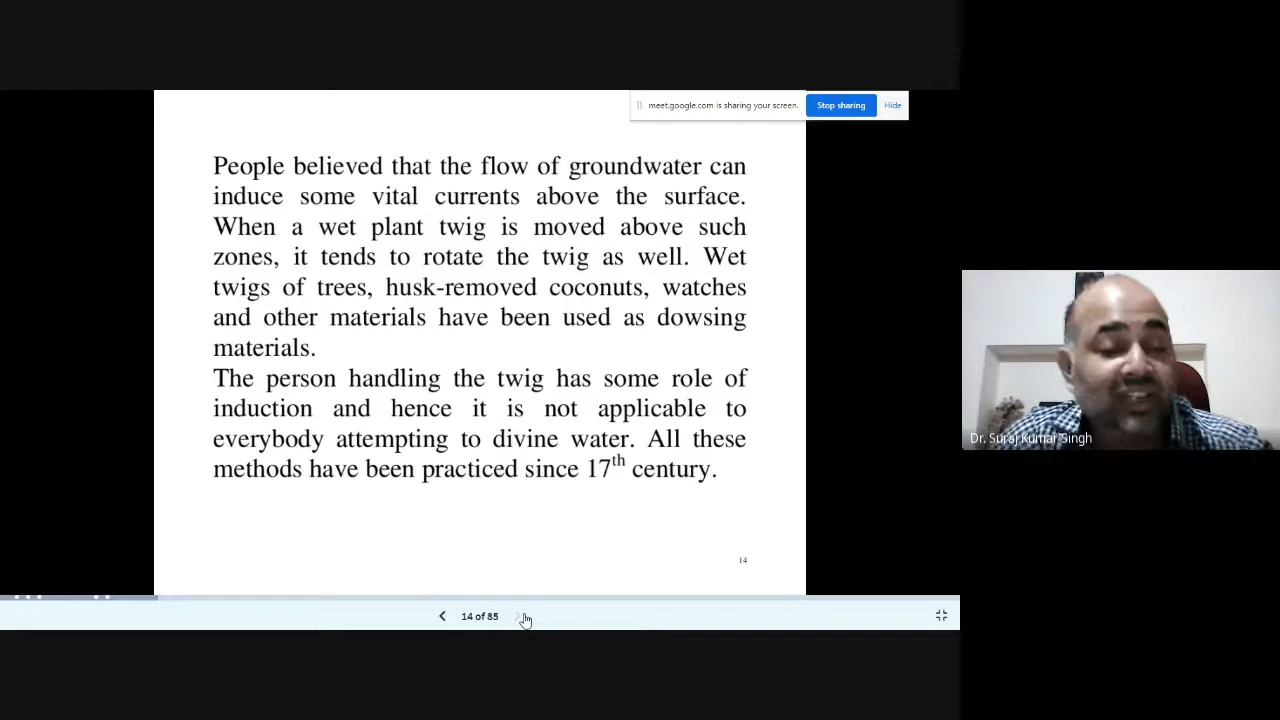 meet.google.com is sharing your screen.
Stop sharing
Hide
People believed that the flow of groundwater can
induce some vital currents above the surface.
When a wet plant twig is moved above such
zones, it tends to rotate the twig as well. Wet
twigs of trees, husk-removed coconuts, watches
and other materials have been used as dowsing
materials.
The person handling the twig has some role of
induction and hence it is not applicable to
everybody attempting to divine water. All these
methods have been practiced since 17th century.
14
14 of 85
Dr. Suraj Kumar Singh